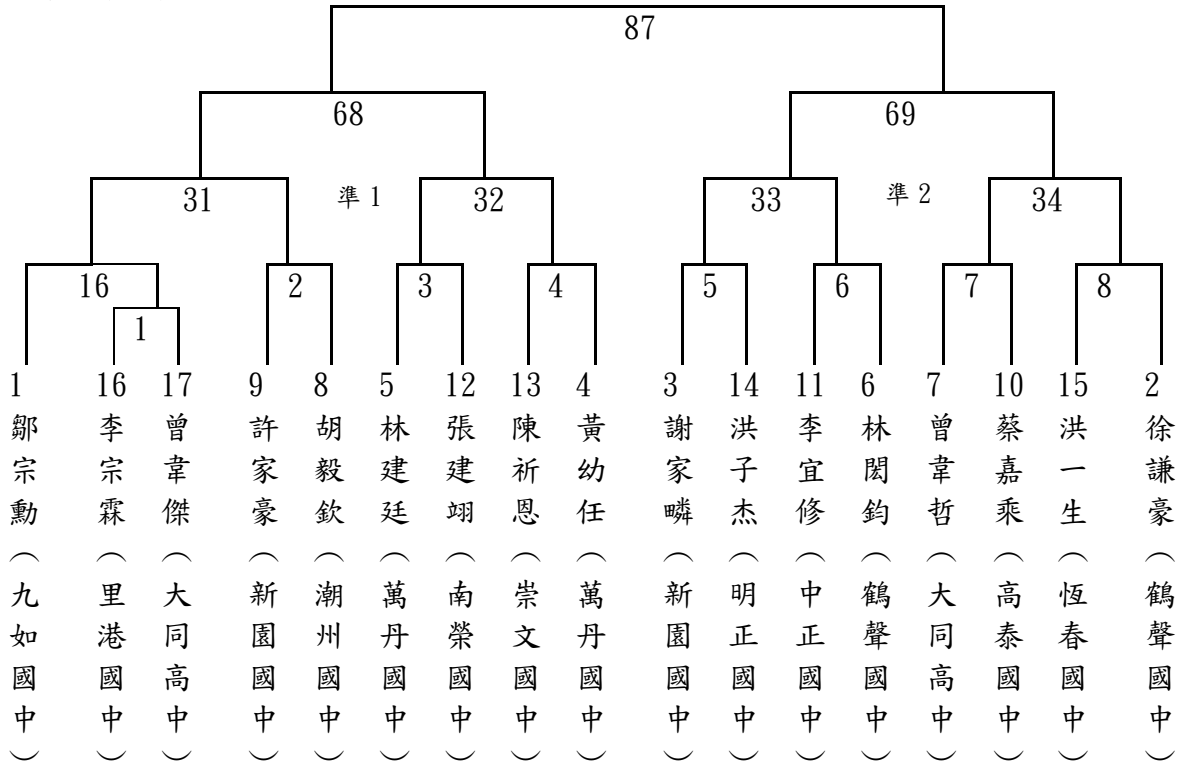 87
68 69
31 準1 32 33 準2 34
16 2 3 4 5 6 7 8
1
1 16 17 9 8 5 12 13 4 3 14 11 6 7 10 15 2
鄒宗勳（九如國中）
李宗霖（里港國中）
曾韋傑（大同高中）
許家豪（新園國中）
胡毅欽（潮州國中）
林建廷（萬丹國中）
張建翊（南榮國中）
陳祈恩（崇文國中）
黃幼任（萬丹國中）
謝家疄（新園國中）
洪子杰（明正國中）
李宜修（中正國中）
林閎鈞（鶴聲國中）
曾韋哲（大同高中）
蔡嘉乘（高泰國中）
洪一生（恆春國中）
徐謙豪（鶴聲國中）